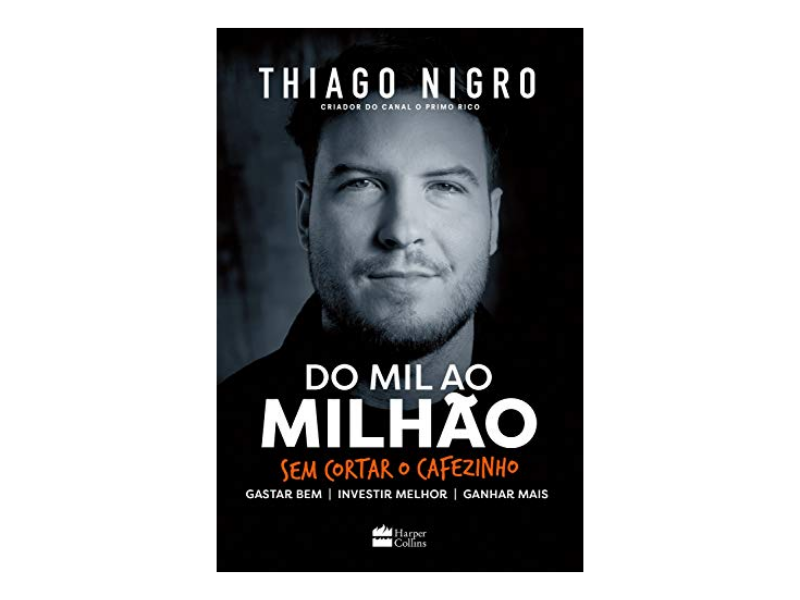 THIAGO NIGRO
CRIADOR DO CANAL O PRIMO RICO
DO MIL AO
MILHÃO
SEM CORTAR O CAFEZINHO
GASTAR BEM | INVESTIR MELHOR | GANHAR MAIS
Harper
Collins